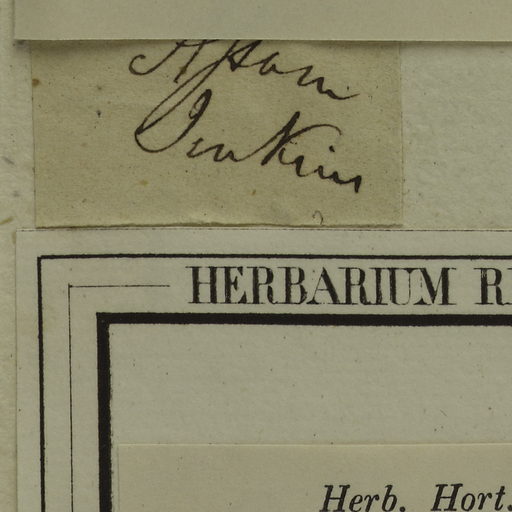 Assam
Jenkins
HERBARIUM
Herb. Hort.